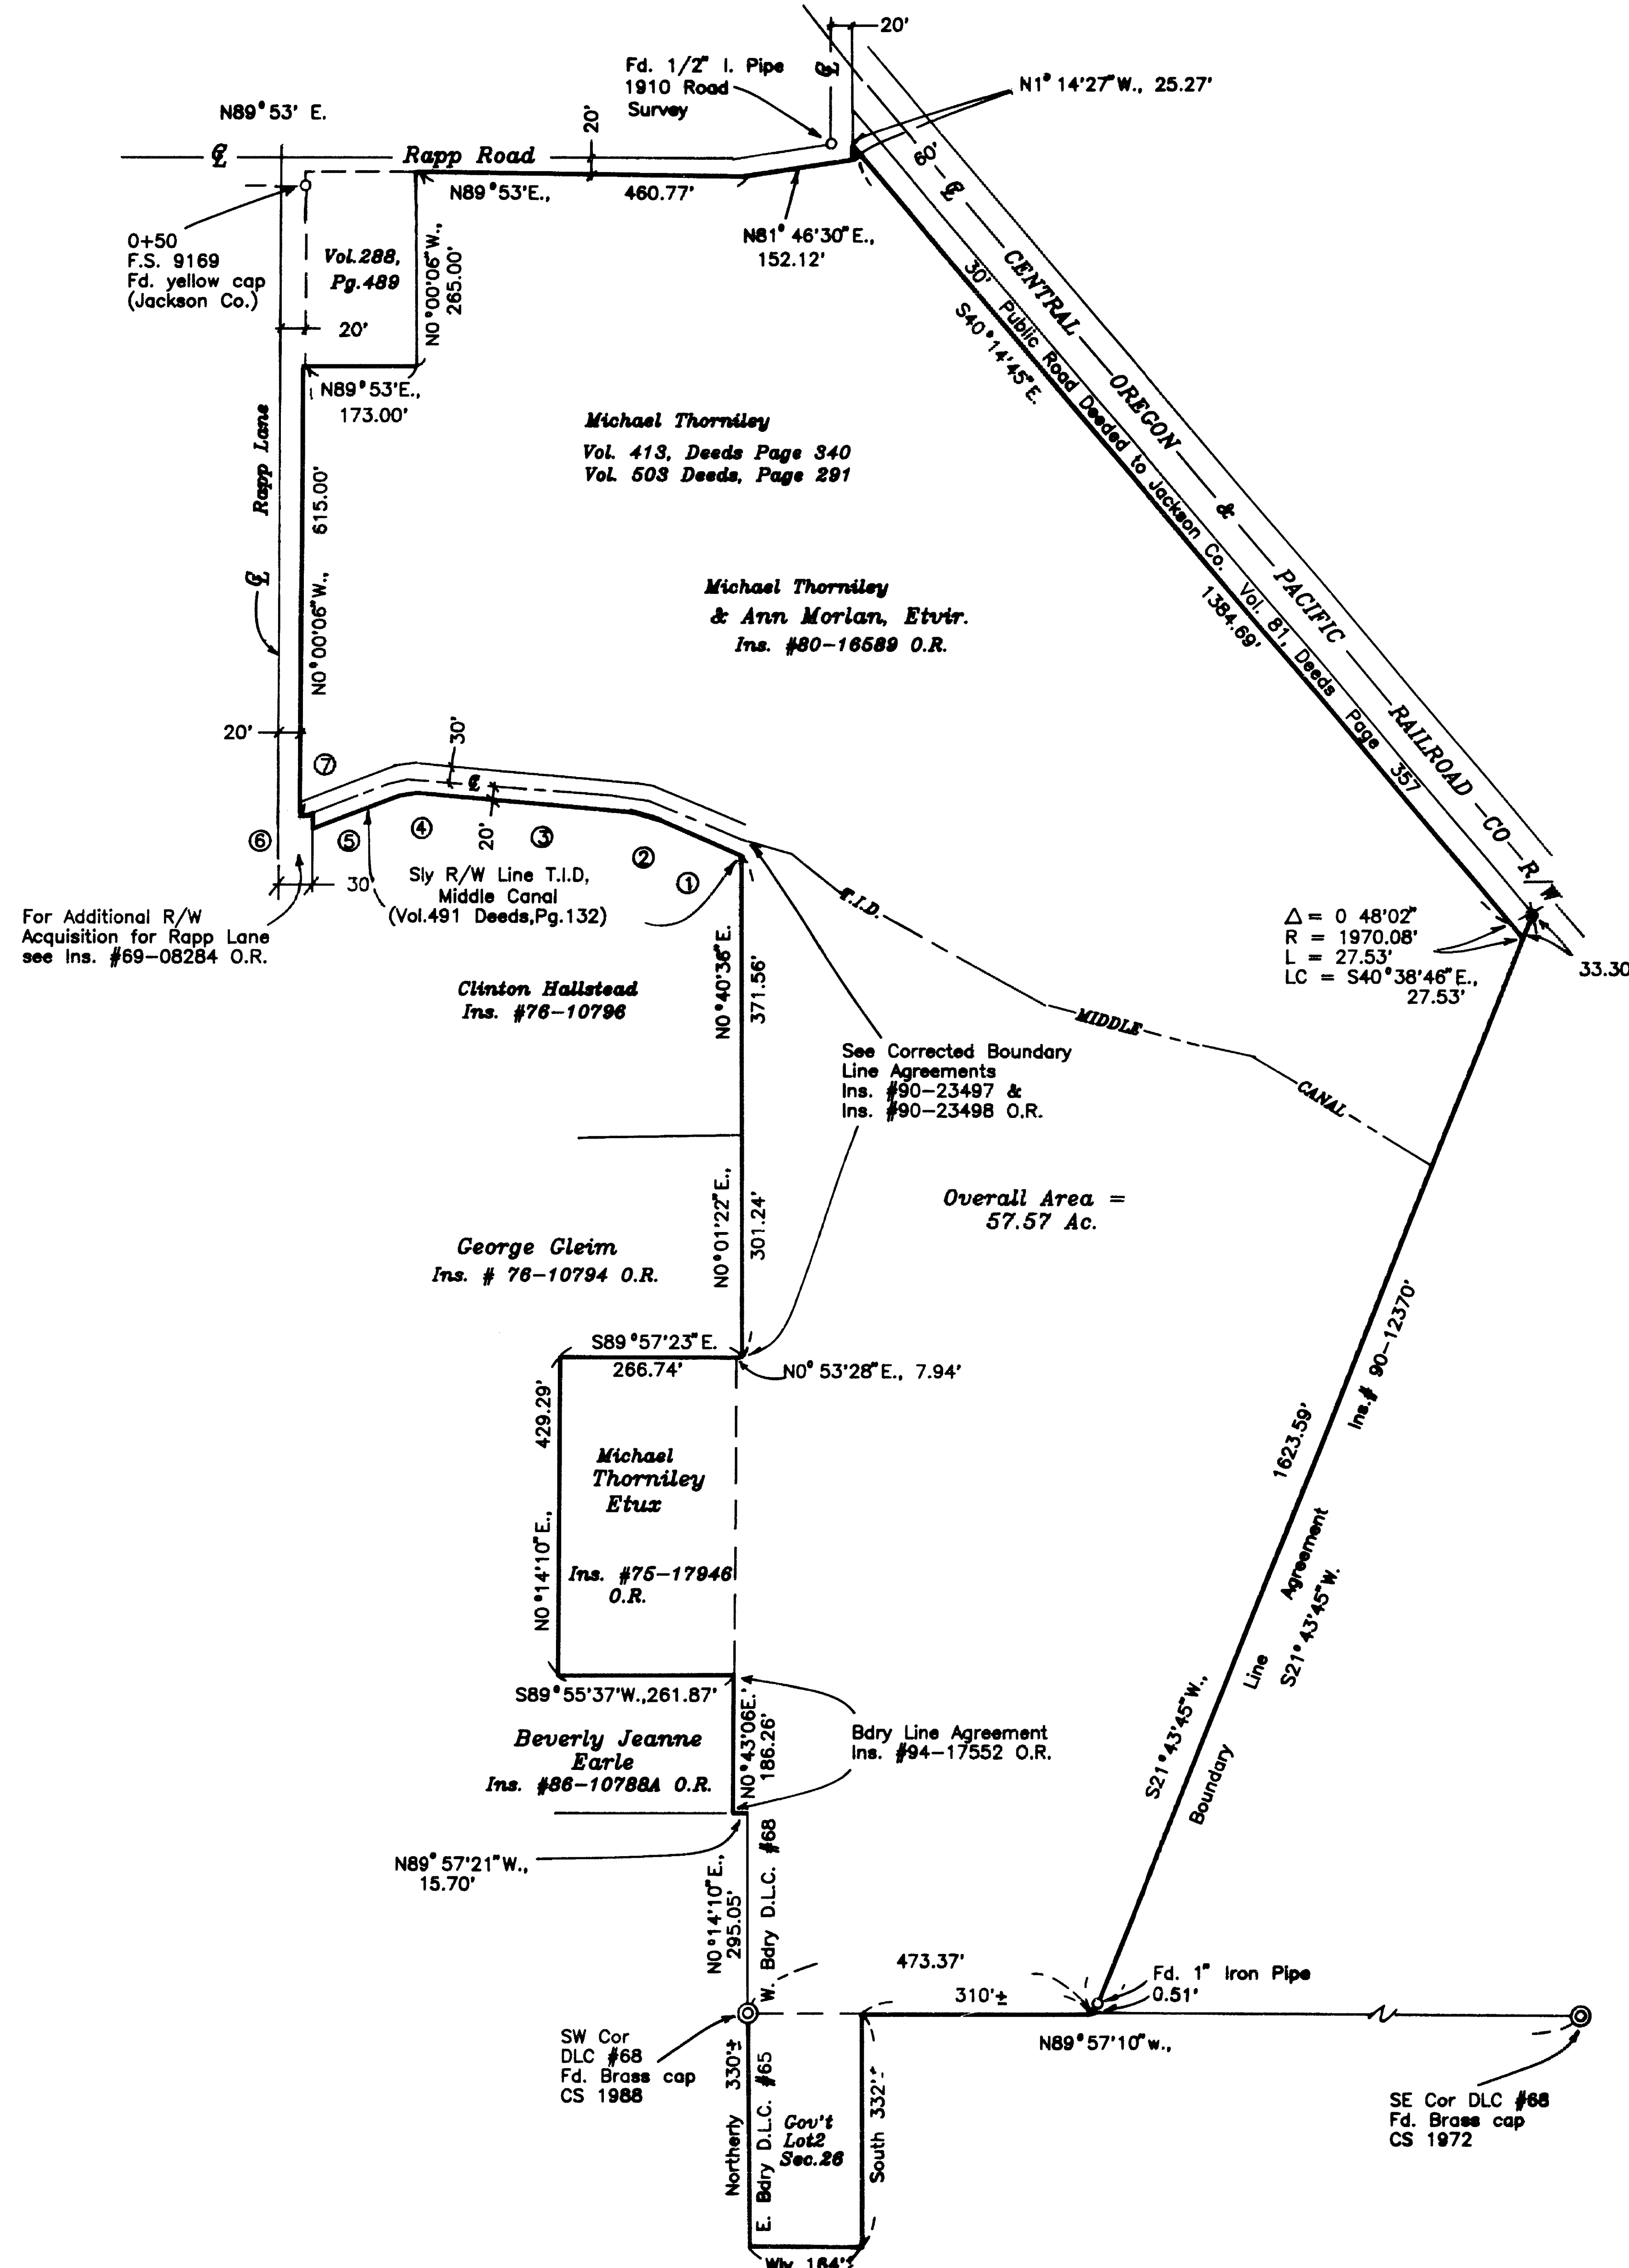 20'
Fd. 1/2" I. Pipe
1910 Road
Survey
℄
N1° 14'27"W., 25.27'
N89°53' E.
20'
℄
Rapp Road
60'
℄
CENTRAL OREGON & PACIFIC RAILROAD CO R/W
N89°53'E., 460.77'
N81° 46'30"E.,
152.12'
0+50
F.S. 9169
Fd. yellow cap
(Jackson Co.)
Vol.288,
Pg.489
N0°00'06"W.,
265.00'
20'
30' Public Road Deeded to Jackson Co. Vol. 81, Deeds Page 357
S40°14'45"E.
1384.69'
N89°53'E.,
173.00'
Rapp Lane
℄
N0°00'06"W., 615.00'
Michael Thorniley
Vol. 413, Deeds Page 340
Vol. 503 Deeds, Page 291
Michael Thorniley
& Ann Morlan, Etvir.
Ins. #80-16589 O.R.
20'
30'
⑦
℄
20'
⑥
⑤
④
③
②
①
30'
Sly R/W Line T.I.D,
Middle Canal
(Vol.491 Deeds,Pg.132)
T.I.D.
MIDDLE
CANAL
For Additional R/W
Acquisition for Rapp Lane
see Ins. #69-08284 O.R.
Δ = 0 48'02"
R = 1970.08'
L = 27.53'
LC = S40°38'46"E.,
27.53'
33.30
Clinton Hallstead
Ins. #76-10796
N0°40'36"E.
371.56'
See Corrected Boundary
Line Agreements
Ins. #90-23497 &
Ins. #90-23498 O.R.
N0°01'22"E.,
301.24'
Overall Area =
57.57 Ac.
George Gleim
Ins. # 76-10794 O.R.
S89°57'23"E.
266.74'
N0° 53'28"E., 7.94'
N0°14'10"E., 429.29'
Michael
Thorniley
Etux
Ins. #75-17946
O.R.
1623.59'
Ins.# 90-12370'
S21°43'45"W.,
Boundary Line Agreement
S21°43'45"W.
S89°55'37"W.,261.87'
Beverly Jeanne
Earle
Ins. #86-10788A O.R.
N0°43'06E.'
186.26'
Bdry Line Agreement
Ins. #94-17552 O.R.
N89°57'21"W.,
15.70'
N0°14'10"E.,
295.05'
W. Bdry D.L.C. #68
473.37'
310'±
Fd. 1" Iron Pipe
0.51'
N89°57'10"w.,
SW Cor
DLC #68
Fd. Brass cap
CS 1988
Northerly 330'±
E. Bdry D.L.C. #65
Gov't
Lot2
Sec.26
South 332'±
SE Cor DLC #68
Fd. Brass cap
CS 1972
Wly 164'±